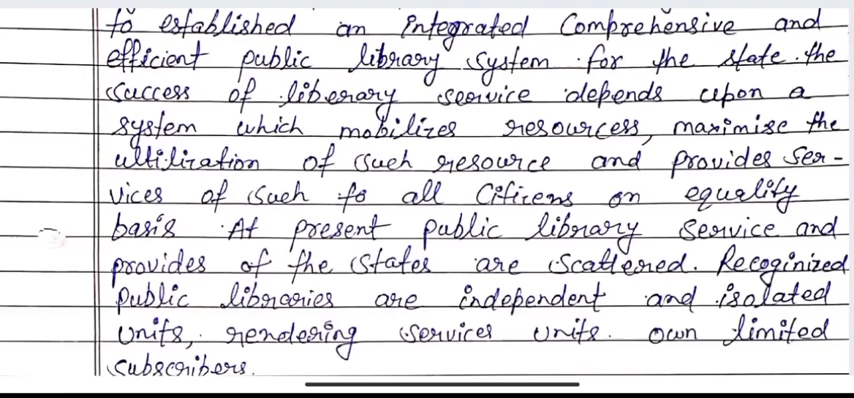 to established an integrated comprehensive and
efficient public library system for the state. the
success of liberary service depends upon a
system which mobilizes resourcess, maximise the
ultilization of such resource and provides ser-
vices of such to all citizens on equality
basis. At present public library service and
provides of the states are scattered. Recoginized
public libraries are independent and isolated
units, rendering services units. own limited
subscribers.